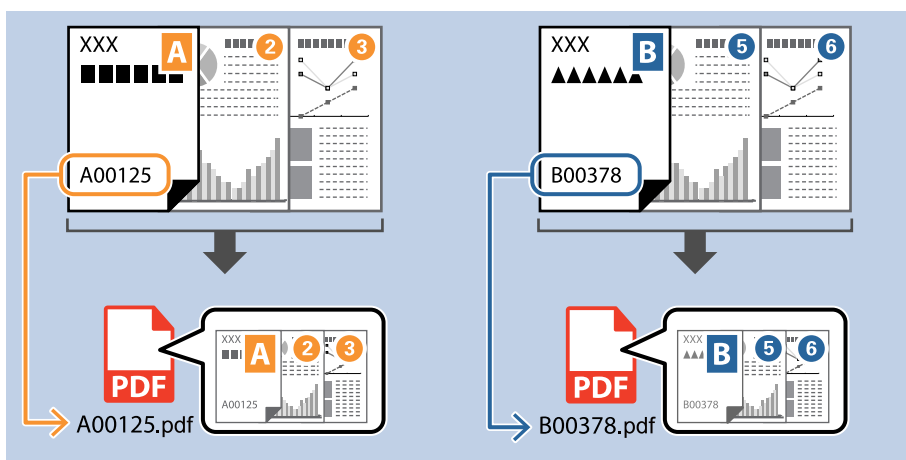 XXX
A
2
3
A00125
XXX
B
5
6
B00378
PDF
XXX
A
2
3
A00125
A00125.pdf
PDF
XXX
B
5
6
B00378
B00378.pdf